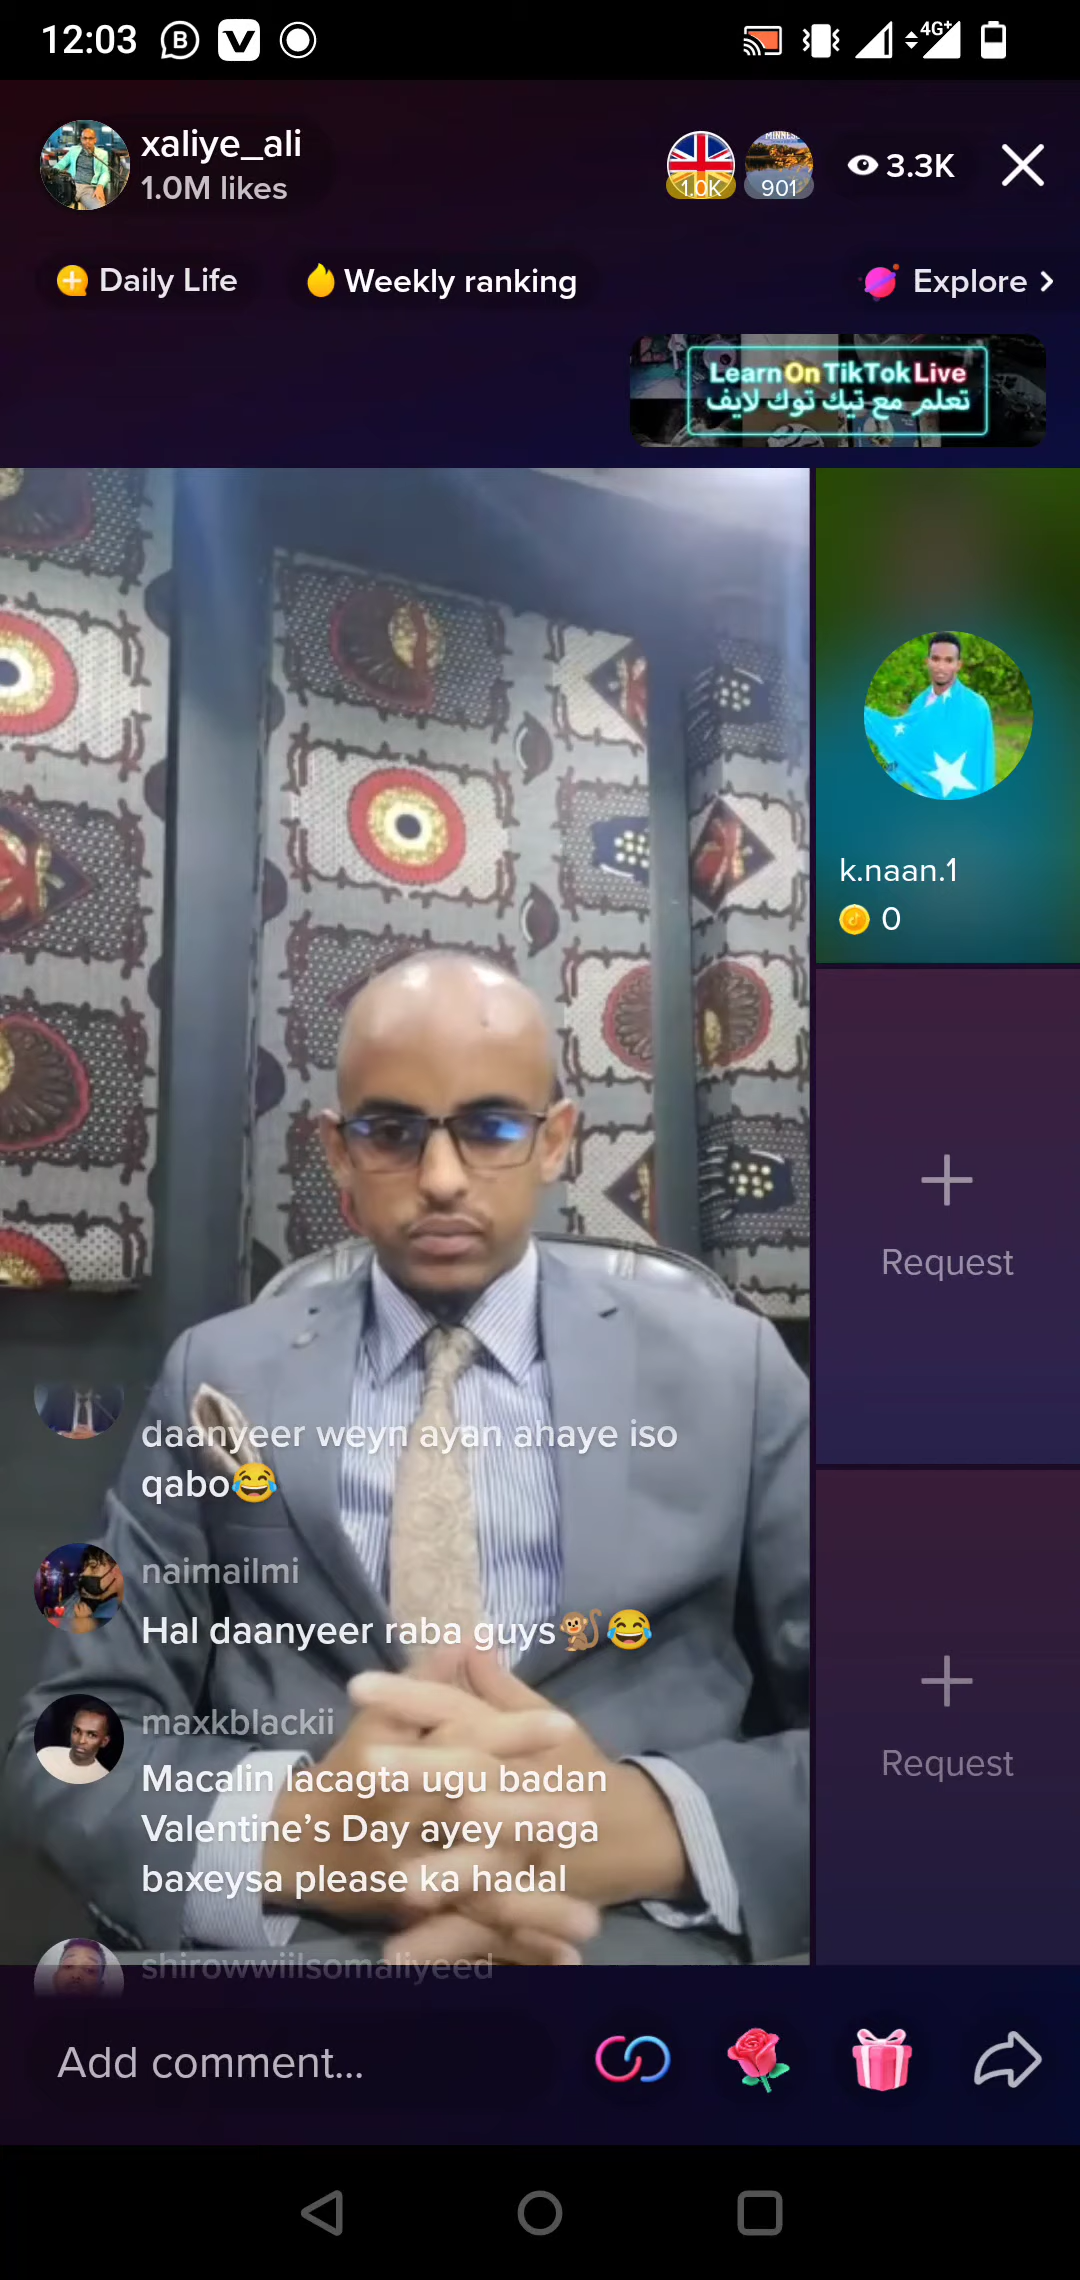 12:03
4G+
xaliye_ali
1.0M likes
1.0K
901
3.3K
Daily Life
Weekly ranking
Explore
Learn On TikTok Live
تعلم مع تيك توك لايف
k.naan.1
0
Request
Request
daanyeer weyn ayan ahaye iso
qabo😂
naimailmi
Hal daanyeer raba guys🐒😂
maxkblackii
Macalin lacagta ugu badan
Valentine’s Day ayey naga
baxeysa please ka hadal
shirowwiilsomaliyeed
Add comment...